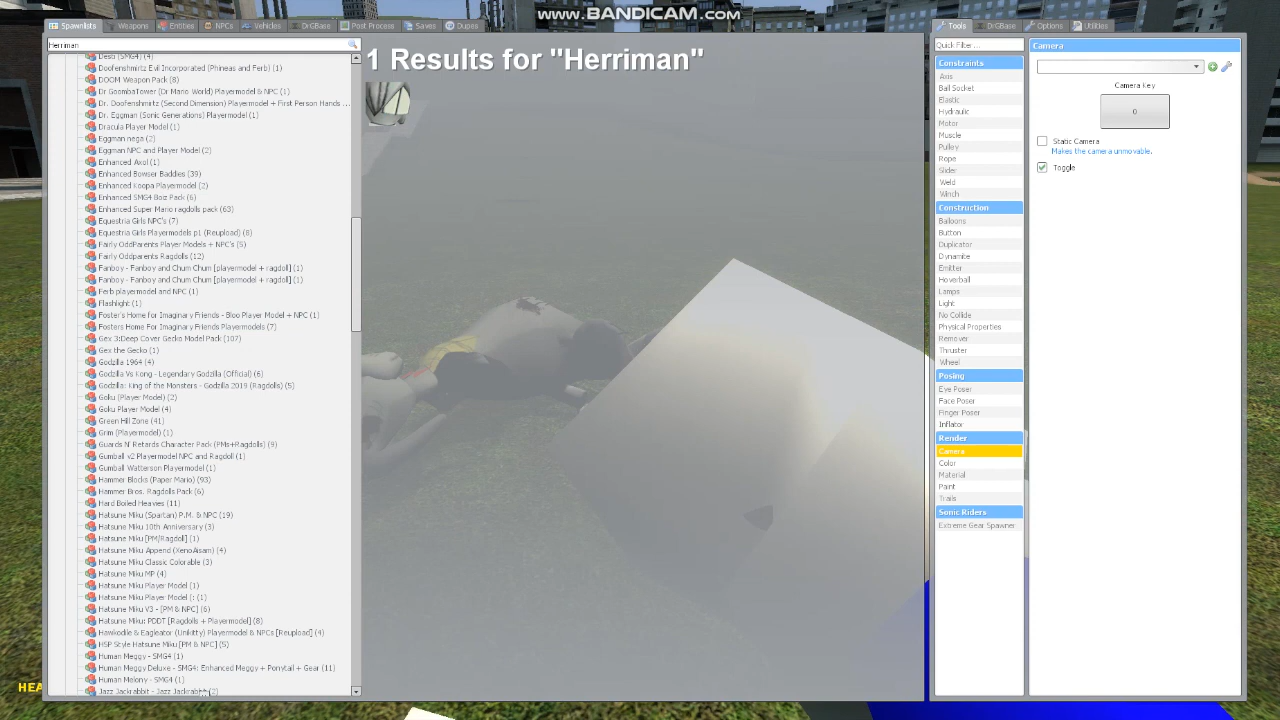 WWW.BANDICAM.COM
Spawnlists
Weapons
Entities
NPCs
Vehicles
DrGBase
Post Process
Saves
Dupes
Herriman
Desti (SMG4) (4)
Doofenshmirtz Evil Incorporated (Phineas and Ferb) (1)
DOOM Weapon Pack (8)
Dr GoombaTower (Dr Mario World) Playermodel & NPC (1)
Dr. Doofenshmirtz (Second Dimension) Playermodel + First Person Hands ...
Dr. Eggman (Sonic Generations) Playermodel (1)
Dracula Player Model (1)
Eggman nega (2)
Eggman NPC and Player Model (2)
Enhanced Axol (1)
Enhanced Bowser Baddies (39)
Enhanced Koopa Playermodel (2)
Enhanced SMG4 Boiz Pack (6)
Enhanced Super Mario ragdolls pack (63)
Equestria Girls NPC's (7)
Equestria Girls Playermodels p1 (Reupload) (8)
Fairly OddParents Player Models + NPC's (5)
Fairly Oddparents Ragdolls (12)
Fanboy - Fanboy and Chum Chum [playermodel + ragdoll] (1)
Fanboy - Fanboy and Chum Chum [playermodel + ragdoll] (1)
Ferb playermodel and NPC (1)
Flashlight (1)
Foster's Home for Imaginary Friends - Bloo Player Model + NPC (1)
Fosters Home For Imaginary Friends Playermodels (7)
Gex 3:Deep Cover Gecko Model Pack (107)
Gex the Gecko (1)
Godzilla 1964 (4)
Godzilla Vs Kong - Legendary Godzilla (Official) (6)
Godzilla: King of the Monsters - Godzilla 2019 (Ragdolls) (5)
Goku (Player Model) (2)
Goku Player Model (4)
Green Hill Zone (41)
Grim (Playermodel) (1)
Guards N' Retards Character Pack (PMs+Ragdolls) (9)
Gumball v2 Playermodel NPC and Ragdoll (1)
Gumball Watterson Playermodel (1)
Hammer Blocks (Paper Mario) (93)
Hammer Bros. Ragdolls Pack (6)
Hard Boiled Heavies (11)
Hatsune Miku (Spartan) P.M. & NPC (19)
Hatsune Miku 10th Anniversary (3)
Hatsune Miku [PM/Ragdoll] (1)
Hatsune Miku Append (XenoAisam) (4)
Hatsune Miku Classic Colorable (3)
Hatsune Miku MP (4)
Hatsune Miku Player Model (1)
Hatsune Miku Player Model [: (1)
Hatsune Miku V3 - [PM & NPC] (6)
Hatsune Miku: PDDT [Ragdolls + Playermodel] (8)
Hawkodile & Eagleator (Unikitty) Playermodel & NPCs [Reupload] (4)
HSP Style Hatsune Miku [PM & NPC] (5)
Human Meggy - SMG4 (1)
Human Meggy Deluxe - SMG4: Enhanced Meggy + Ponytail + Gear (11)
Human Melony - SMG4 (1)
Jazz Jackrabbit - Jazz Jackrabbit (2)
1 Results for "Herriman"
HEA
Tools
DrGBase
Options
Utilities
Quick Filter ...
Constraints
Axis
Ball Socket
Elastic
Hydraulic
Motor
Muscle
Pulley
Rope
Slider
Weld
Winch
Construction
Balloons
Button
Duplicator
Dynamite
Emitter
Hoverball
Lamps
Light
No Collide
Physical Properties
Remover
Thruster
Wheel
Posing
Eye Poser
Face Poser
Finger Poser
Inflator
Render
Camera
Color
Material
Paint
Trails
Sonic Riders
Extreme Gear Spawner
Camera
Camera Key
0
Static Camera
Makes the camera unmovable.
Toggle